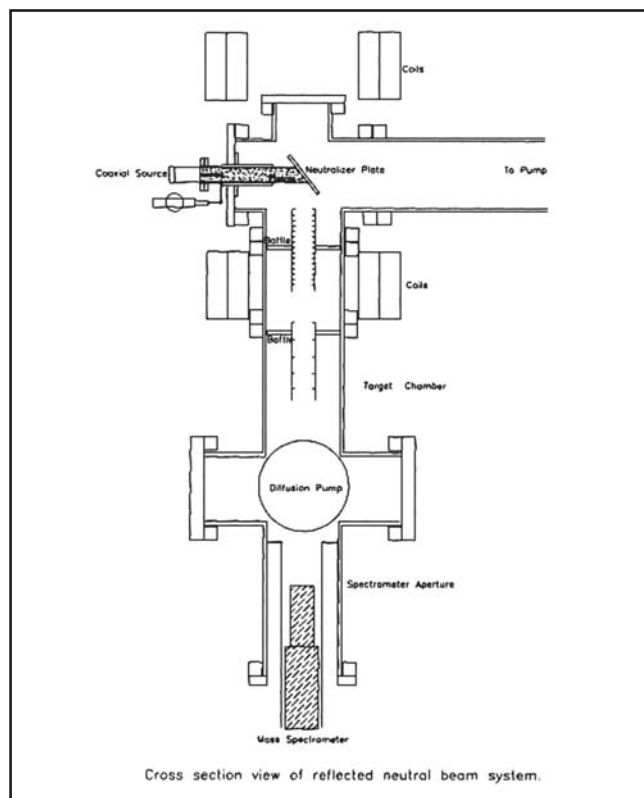 Coils
Coaxial Source
Neutralizer Plate
To Pump
Baffle
Coils
Baffle
Target Chamber
Diffusion Pump
Spectrometer Aperture
Mass Spectrometer
Cross section view of reflected neutral beam system.